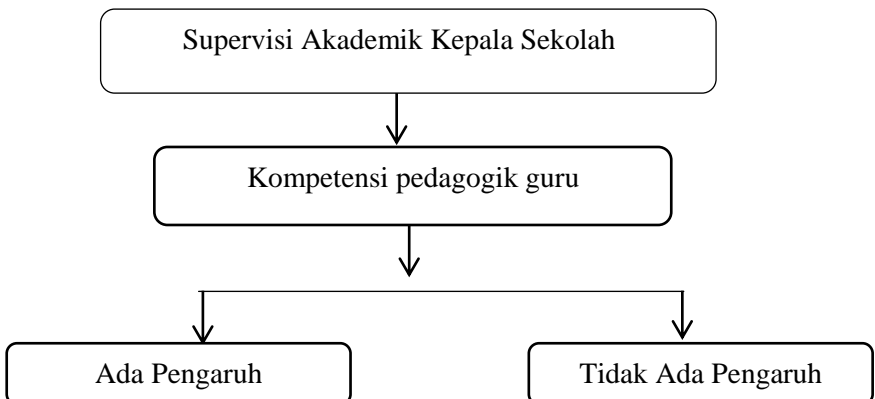 Supervisi Akademik Kepala Sekolah
Kompetensi pedagogik guru
Ada Pengaruh
Tidak Ada Pengaruh